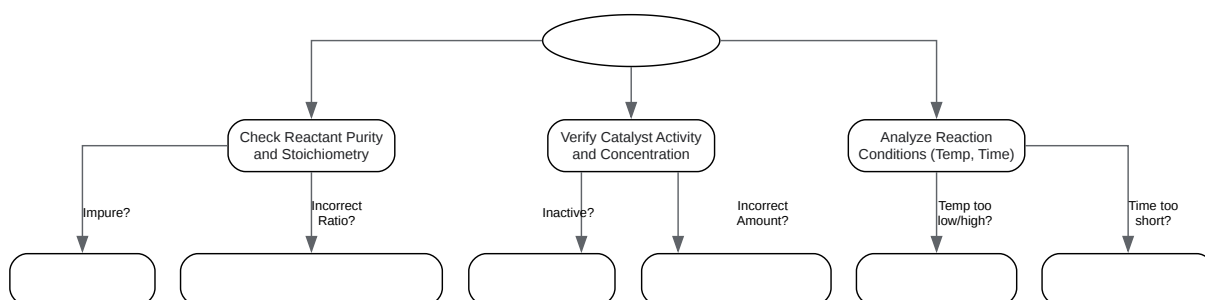 Check Reactant Purity
and Stoichiometry
Verify Catalyst Activity
and Concentration
Analyze Reaction
Conditions (Temp, Time)
Impure?
Incorrect
Ratio?
Inactive?
Incorrect
Amount?
Temp too
low/high?
Time too
short?